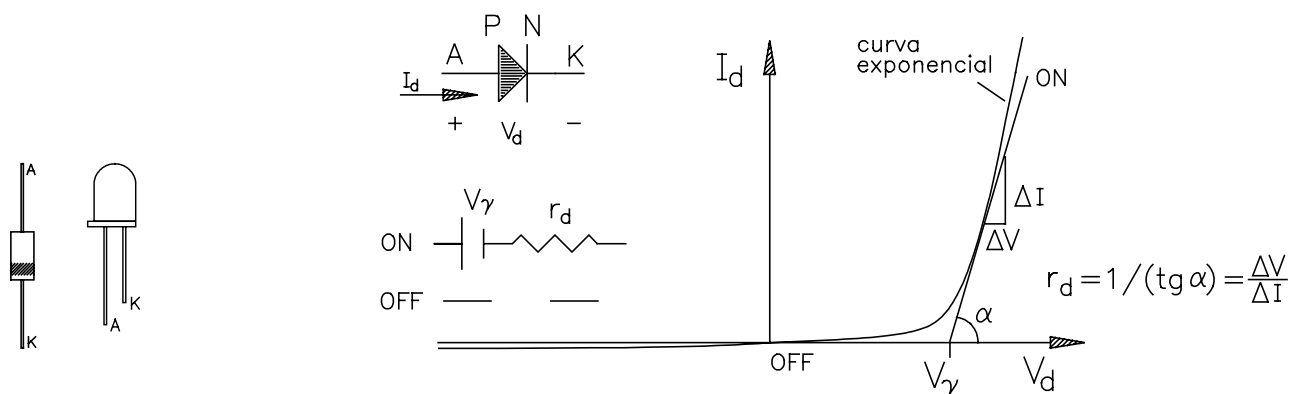 A
K
A
K
P N
A
K
I_d
+ V_d −
V_γ
r_d
ON
OFF
I_d
curva
exponencial
ON
ΔI
ΔV
α
OFF
V_γ
V_d
r_d = 1/(tg α) = ΔV/ΔI